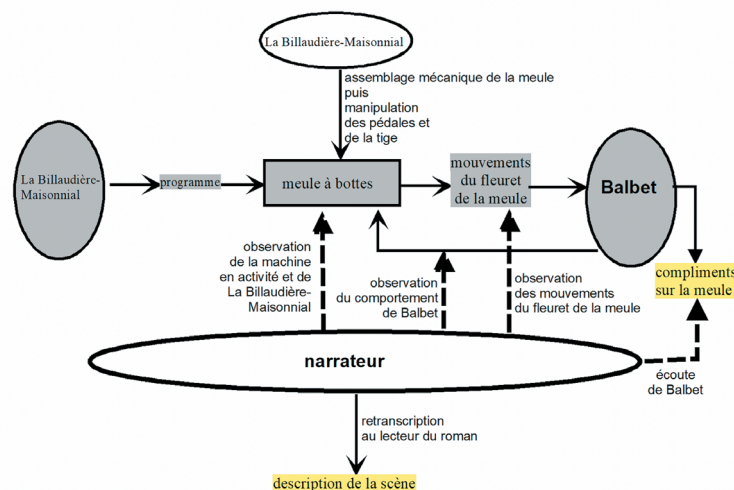 La Billaudière-Maisonnial
assemblage mécanique de la meule
puis
manipulation
des pédales et
de la tige
La Billaudière-
Maisonnial
programme
meule à bottes
mouvements
du fleuret
de la meule
Balbet
observation
de la machine
en activité et de
La Billaudière-
Maisonnial
observation
du comportement
de Balbet
observation
des mouvements
du fleuret de la meule
compliments
sur la meule
narrateur
écoute
de Balbet
retranscription
au lecteur du roman
description de la scène